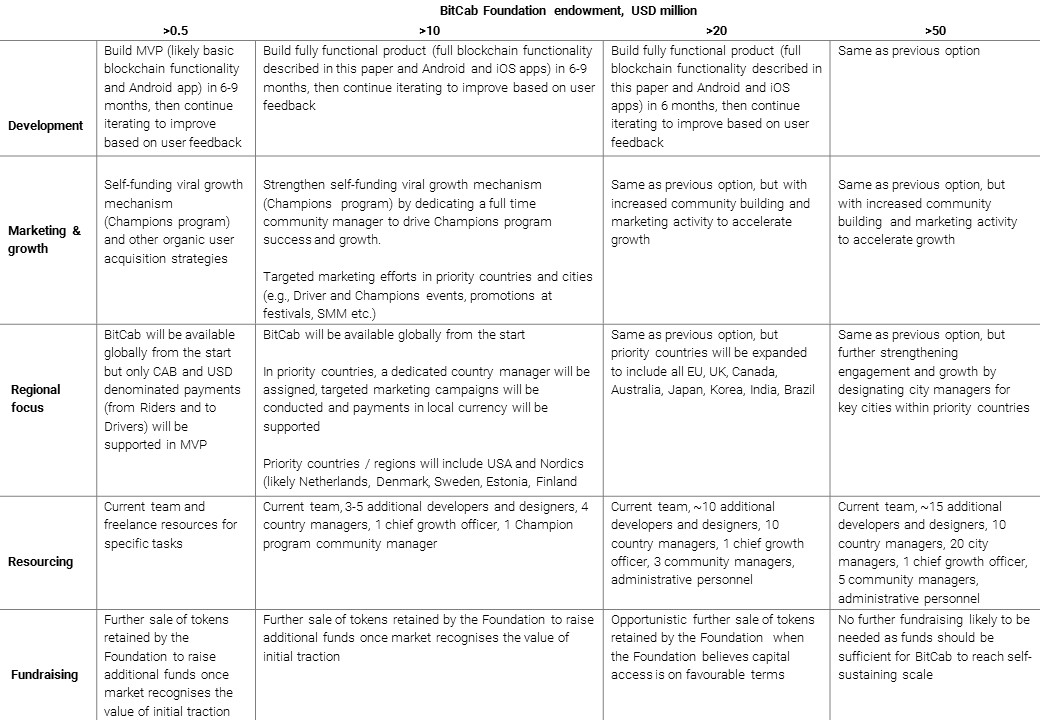 BitCab Foundation endowment, USD million
>0.5
>10
>20
>50
Development
Build MVP (likely basic
blockchain functionality
and Android app) in 6-9
months, then continue
iterating to improve
based on user feedback
Build fully functional product (full blockchain functionality
described in this paper and Android and iOS apps) in 6-9
months, then continue iterating to improve based on user
feedback
Build fully functional product (full
blockchain functionality described in
this paper and Android and iOS
apps) in 6 months, then continue
iterating to improve based on user
feedback
Same as previous option
Marketing &
growth
Self-funding viral growth
mechanism
(Champions program)
and other organic user
acquisition strategies
Strengthen self-funding viral growth mechanism
(Champions program) by dedicating a full time
community manager to drive Champions program
success and growth.
Targeted marketing efforts in priority countries and cities
(e.g., Driver and Champions events, promotions at
festivals, SMM etc.)
Same as previous option, but with
increased community building and
marketing activity to accelerate
growth
Same as previous option, but
with increased community
building and marketing activity
to accelerate growth
Regional
focus
BitCab will be available
globally from the start
but only CAB and USD
denominated payments
(from Riders and to
Drivers) will be
supported in MVP
BitCab will be available globally from the start
In priority countries, a dedicated country manager will be
assigned, targeted marketing campaigns will be
conducted and payments in local currency will be
supported
Priority countries / regions will include USA and Nordics
(likely Netherlands, Denmark, Sweden, Estonia, Finland
Same as previous option, but
priority countries will be expanded
to include all EU, UK, Canada,
Australia, Japan, Korea, India, Brazil
Same as previous option, but
further strengthening
engagement and growth by
designating city managers for
key cities within priority countries
Resourcing
Current team and
freelance resources for
specific tasks
Current team, 3-5 additional developers and designers, 4
country managers, 1 chief growth officer, 1 Champion
program community manager
Current team, ~10 additional
developers and designers, 10
country managers, 1 chief growth
officer, 3 community managers,
administrative personnel
Current team, ~15 additional
developers and designers, 10
country managers, 20 city
managers, 1 chief growth officer,
5 community managers,
administrative personnel
Fundraising
Further sale of tokens
retained by the
Foundation to raise
additional funds once
market recognises the
value of initial traction
Further sale of tokens retained by the Foundation to raise
additional funds once market recognises the value of
initial traction
Opportunistic further sale of tokens
retained by the Foundation when
the Foundation believes capital
access is on favourable terms
No further fundraising likely to be
needed as funds should be
sufficient for BitCab to reach self-
sustaining scale